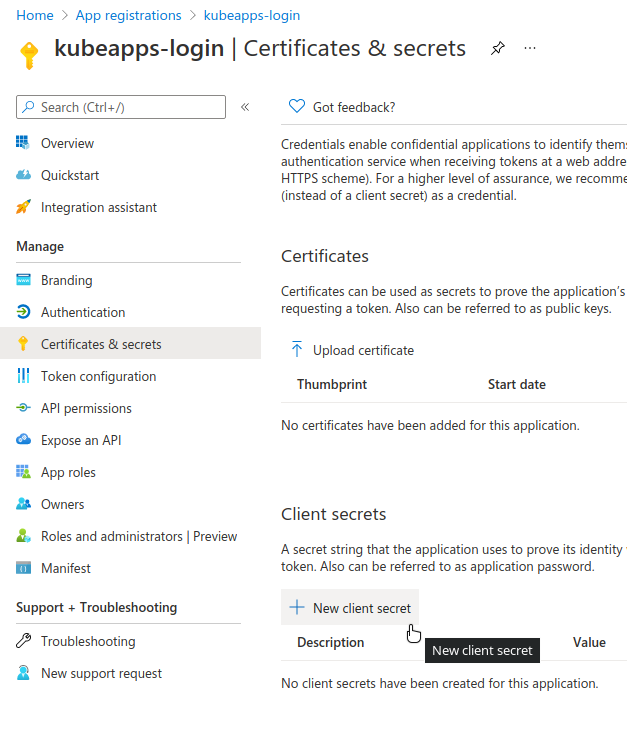 Home > App registrations > kubeapps-login
kubeapps-login | Certificates & secrets
Search (Ctrl+/)
Overview
Quickstart
Integration assistant
Manage
Branding
Authentication
Certificates & secrets
Token configuration
API permissions
Expose an API
App roles
Owners
Roles and administrators | Preview
Manifest
Support + Troubleshooting
Troubleshooting
New support request
Got feedback?
Credentials enable confidential applications to identify thems
authentication service when receiving tokens at a web addre
HTTPS scheme). For a higher level of assurance, we recomme
(instead of a client secret) as a credential.
Certificates
Certificates can be used as secrets to prove the application's
requesting a token. Also can be referred to as public keys.
Upload certificate
Thumbprint Start date
No certificates have been added for this application.
Client secrets
A secret string that the application uses to prove its identity
token. Also can be referred to as application password.
New client secret
New client secret
Description Value
No client secrets have been created for this application.